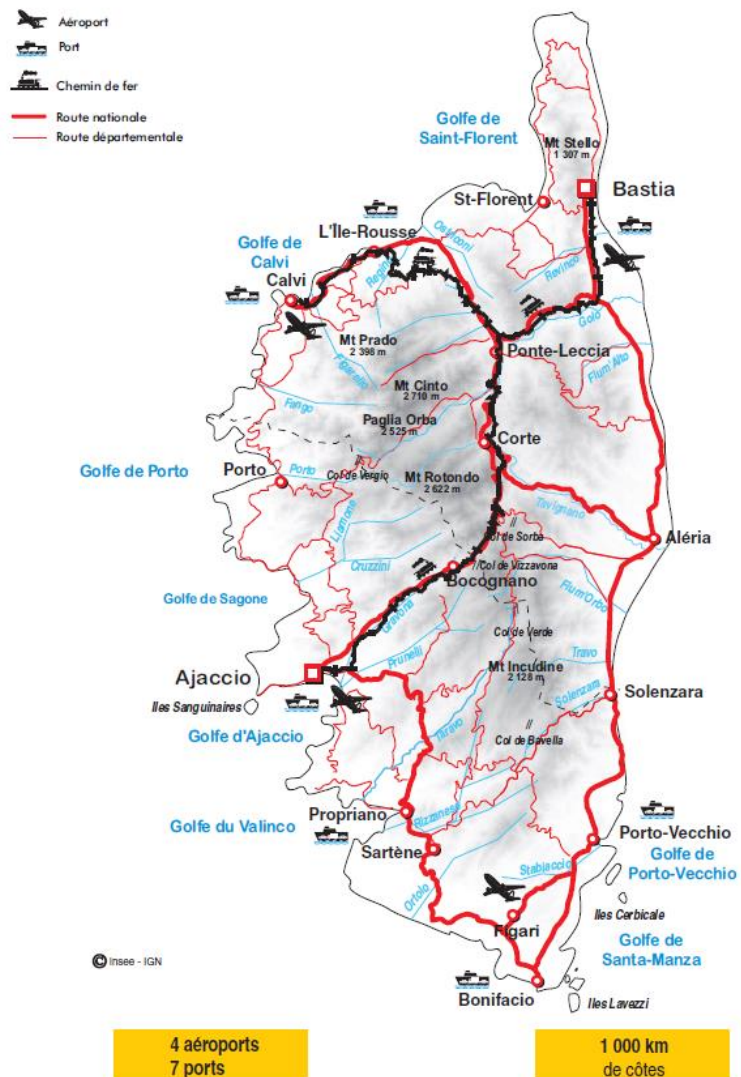 Aéroport
Port
Chemin de fer
Route nationale
Route départementale
Golfe de
Saint-Florent
Mt Stello
1 307 m
Bastia
St-Florent
L'Île-Rousse
Ostriconi
Golfe de
Calvi
Regino
Bevinco
Calvi
Golo
Mt Prado
2 398 m
Ponte-Leccia
Figarella
Flum'Alto
Mt Cinto
2 710 m
Fango
Paglia Orba
2 525 m
Corte
Golfe de Porto
Porto
Porto
Col de Vergio
Mt Rotondo
2 622 m
Tavignano
Liamone
Col de Sorba
Aléria
Cruzzini
//Col de Vizzavona
Bocognano
Golfe de Sagone
Flum'Orbo
Gravona
Col de Verde
Prunelli
Travo
Ajaccio
Mt Incudine
2 128 m
Solenzara
Solenzara
Iles Sanguinaires
Golfe d'Ajaccio
Taravo
Col de Bavella
Propriano
Golfe du Valinco
Rizzanese
Porto-Vecchio
Sartène
Golfe de
Porto-Vecchio
Stabiaccio
Ortolo
Iles Cerbicale
Figari
Golfe de
Santa-Manza
© Insee - IGN
Bonifacio
Iles Lavezzi
4 aéroports
7 ports
1 000 km
de côtes